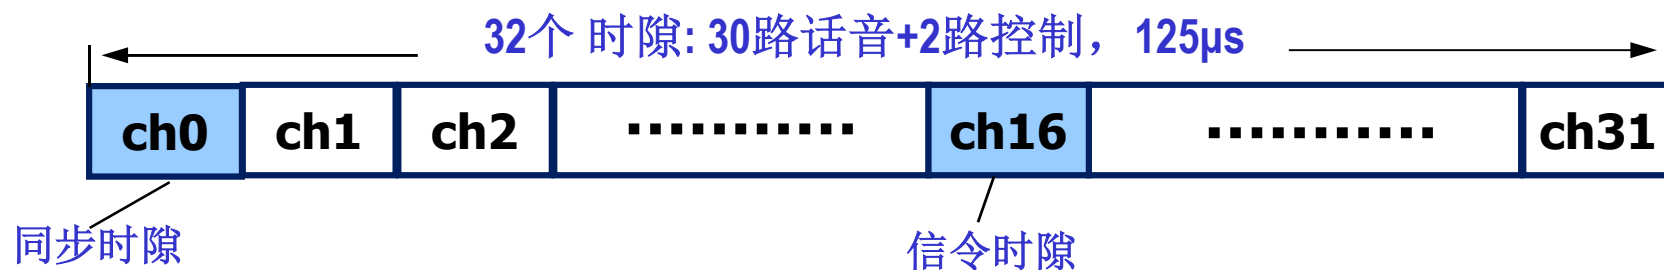 32个 时隙: 30路话音+2路控制，125μs
ch0 ch1 ch2 ........... ch16 ........... ch31
同步时隙 信令时隙